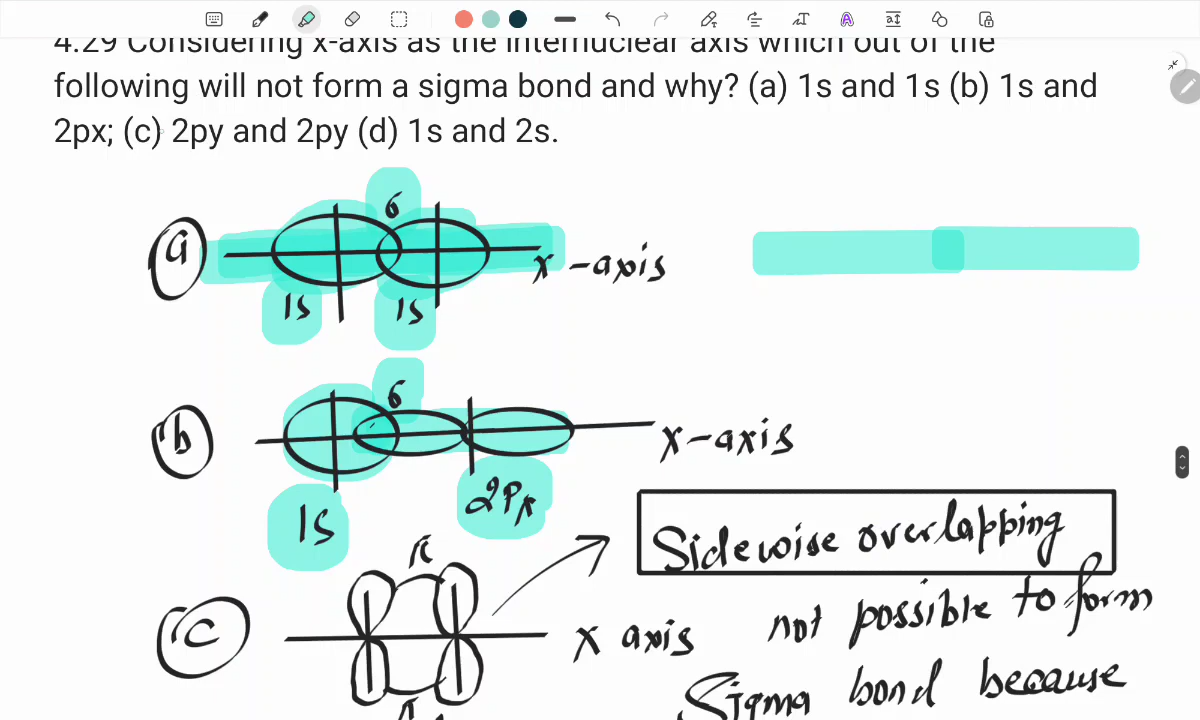 4.29 Considering x-axis as the internuclear axis which out of the
following will not form a sigma bond and why? (a) 1s and 1s (b) 1s and
2px; (c) 2py and 2py (d) 1s and 2s.
a
6
x-axis
1s 1s
b
6
x-axis
1s
2Px
Sidewise overlapping
c
π
x axis
not possible to form
π
Sigma bond because